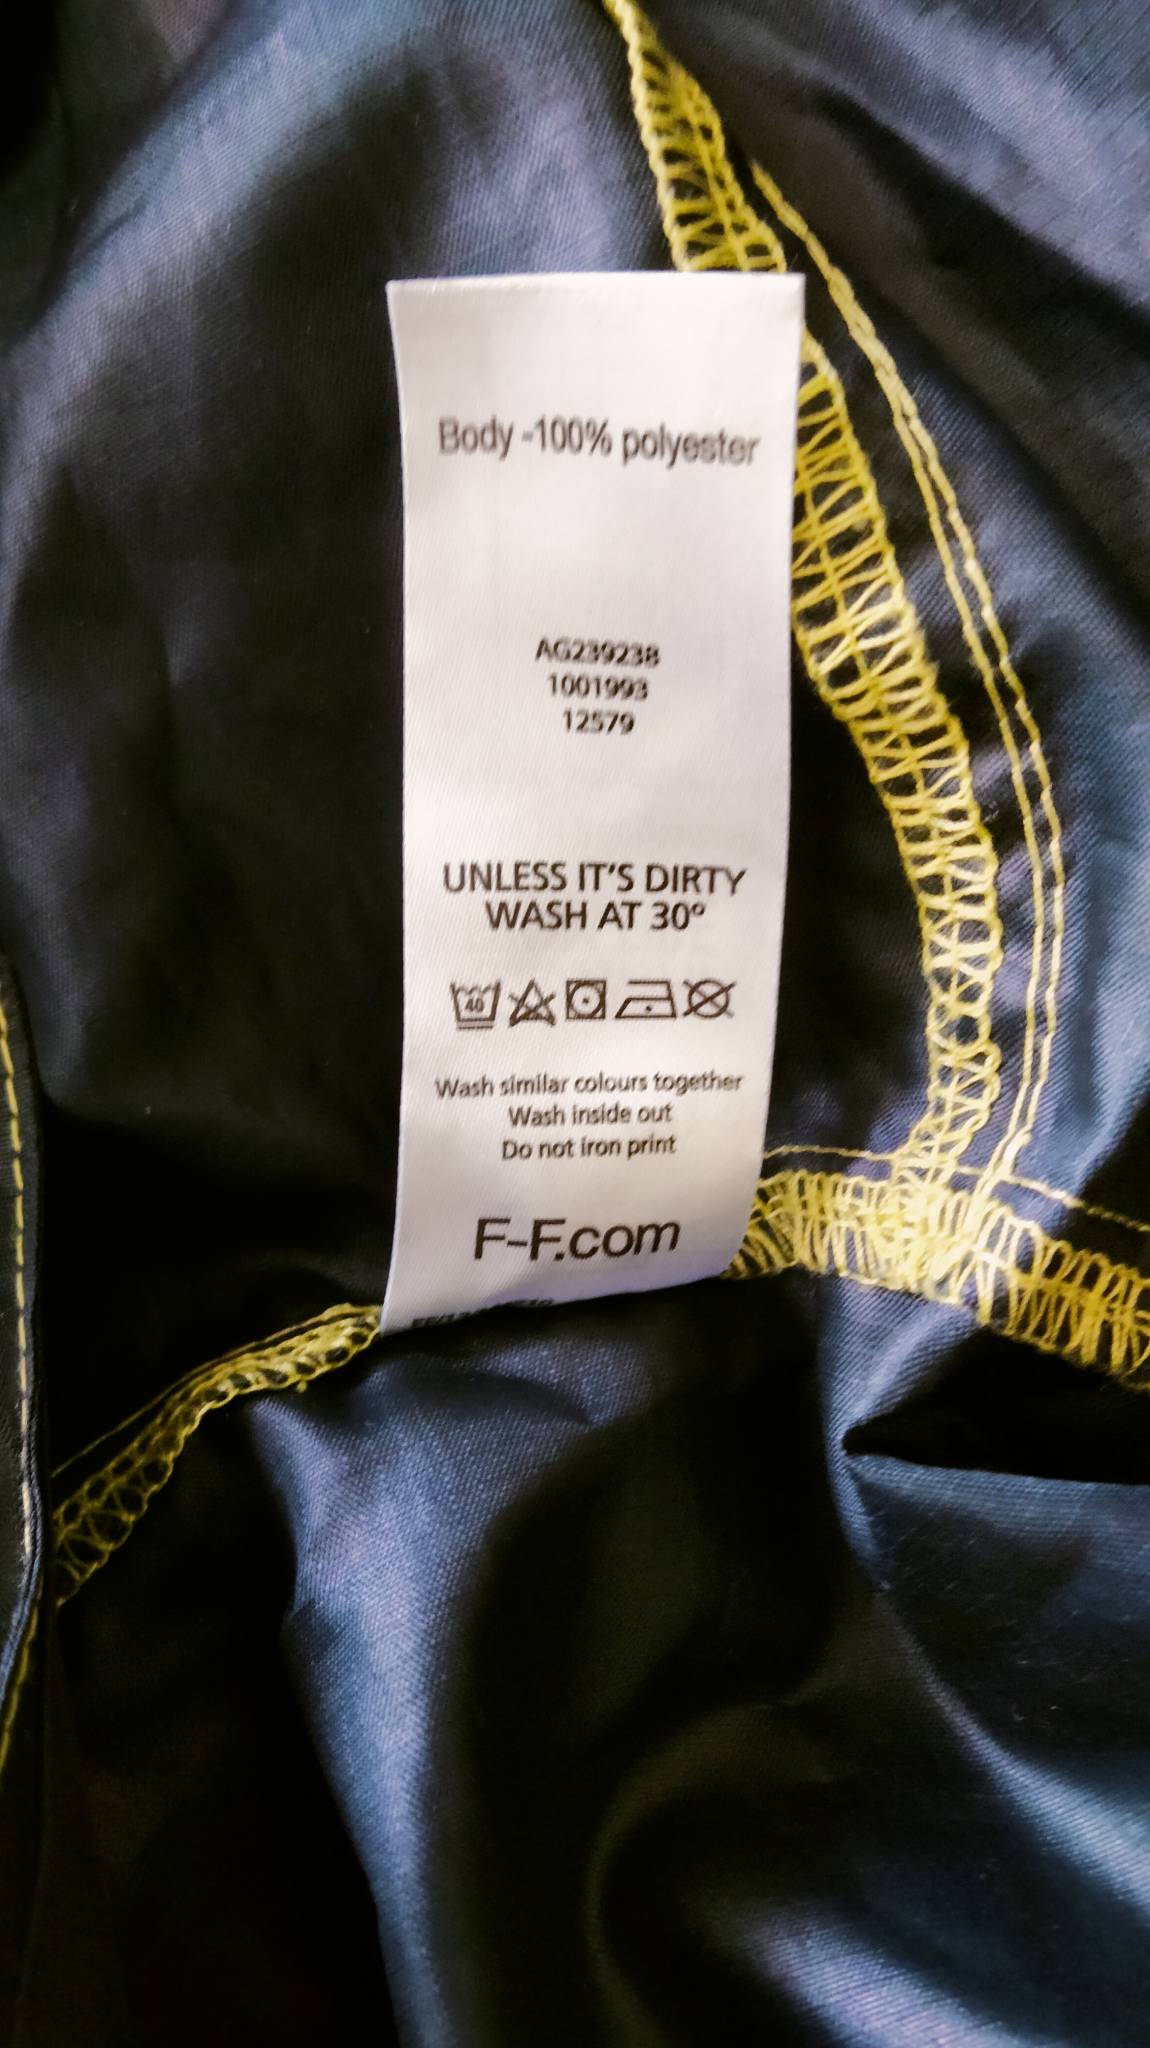 Body -100% polyester
AG239238
1001993
12579
UNLESS IT'S DIRTY
WASH AT 30º
40
Wash similar colours together
Wash inside out
Do not iron print
F-F.com